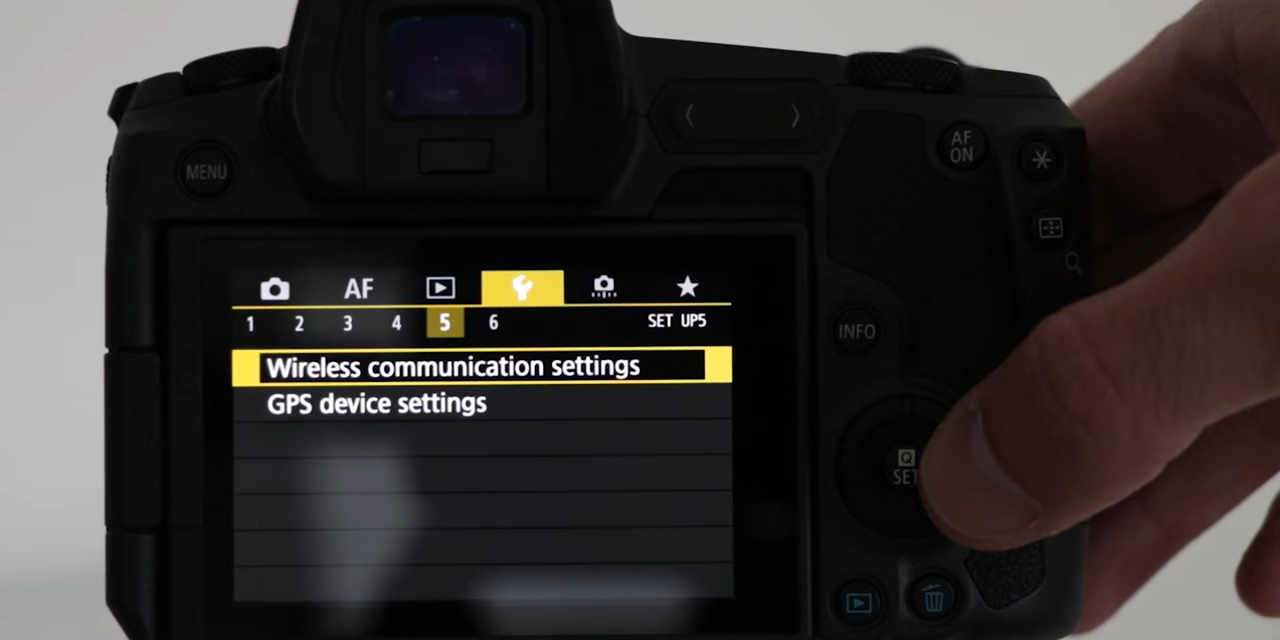 AF
ON
MENU
AF
1 2 3 4 5 6 SET UP5
Wireless communication settings
GPS device settings
INFO
Q
SET